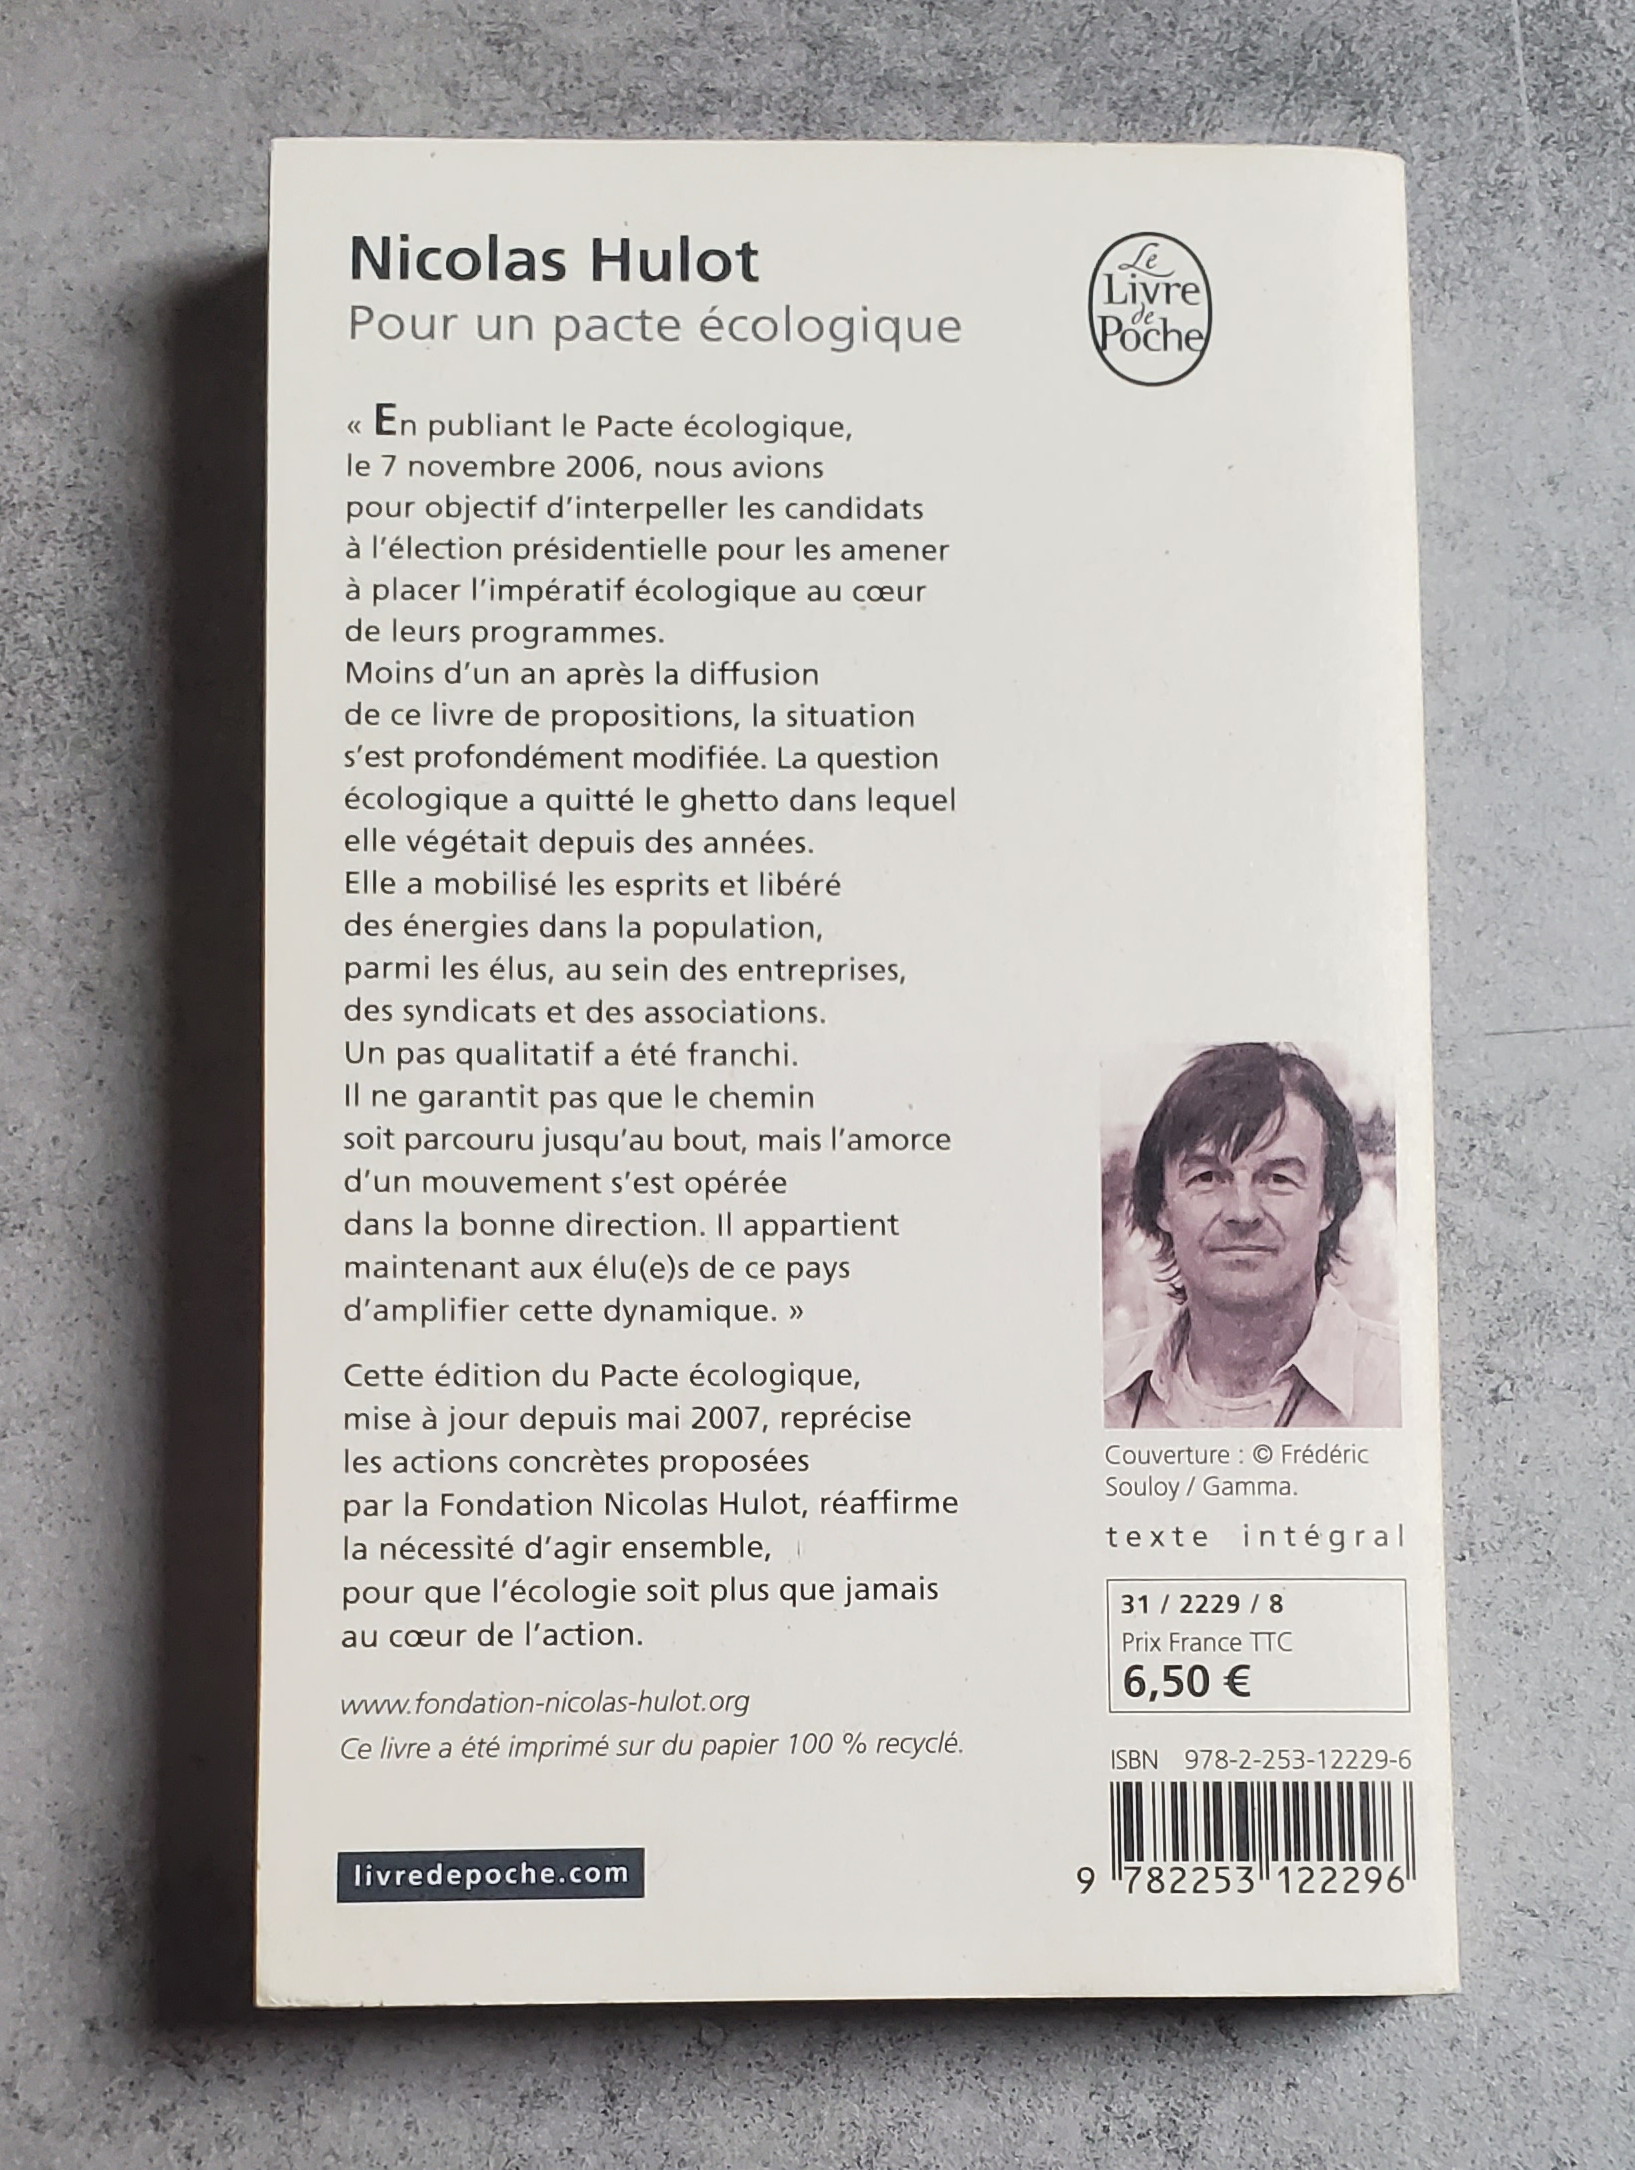 Nicolas Hulot
Pour un pacte écologique
Le
Livre
de
Poche
« En publiant le Pacte écologique,
le 7 novembre 2006, nous avions
pour objectif d'interpeller les candidats
à l'élection présidentielle pour les amener
à placer l'impératif écologique au cœur
de leurs programmes.
Moins d'un an après la diffusion
de ce livre de propositions, la situation
s'est profondément modifiée. La question
écologique a quitté le ghetto dans lequel
elle végétait depuis des années.
Elle a mobilisé les esprits et libéré
des énergies dans la population,
parmi les élus, au sein des entreprises,
des syndicats et des associations.
Un pas qualitatif a été franchi.
Il ne garantit pas que le chemin
soit parcouru jusqu'au bout, mais l'amorce
d'un mouvement s'est opérée
dans la bonne direction. Il appartient
maintenant aux élu(e)s de ce pays
d'amplifier cette dynamique. »
Cette édition du Pacte écologique,
mise à jour depuis mai 2007, reprécise
les actions concrètes proposées
par la Fondation Nicolas Hulot, réaffirme
la nécessité d'agir ensemble,
pour que l'écologie soit plus que jamais
au cœur de l'action.
www.fondation-nicolas-hulot.org
Ce livre a été imprimé sur du papier 100 % recyclé.
livredepoche.com
Couverture : © Frédéric
Souloy / Gamma.
texte intégral
31 / 2229 / 8
Prix France TTC
6,50 €
ISBN 978-2-253-12229-6
9 782253 122296